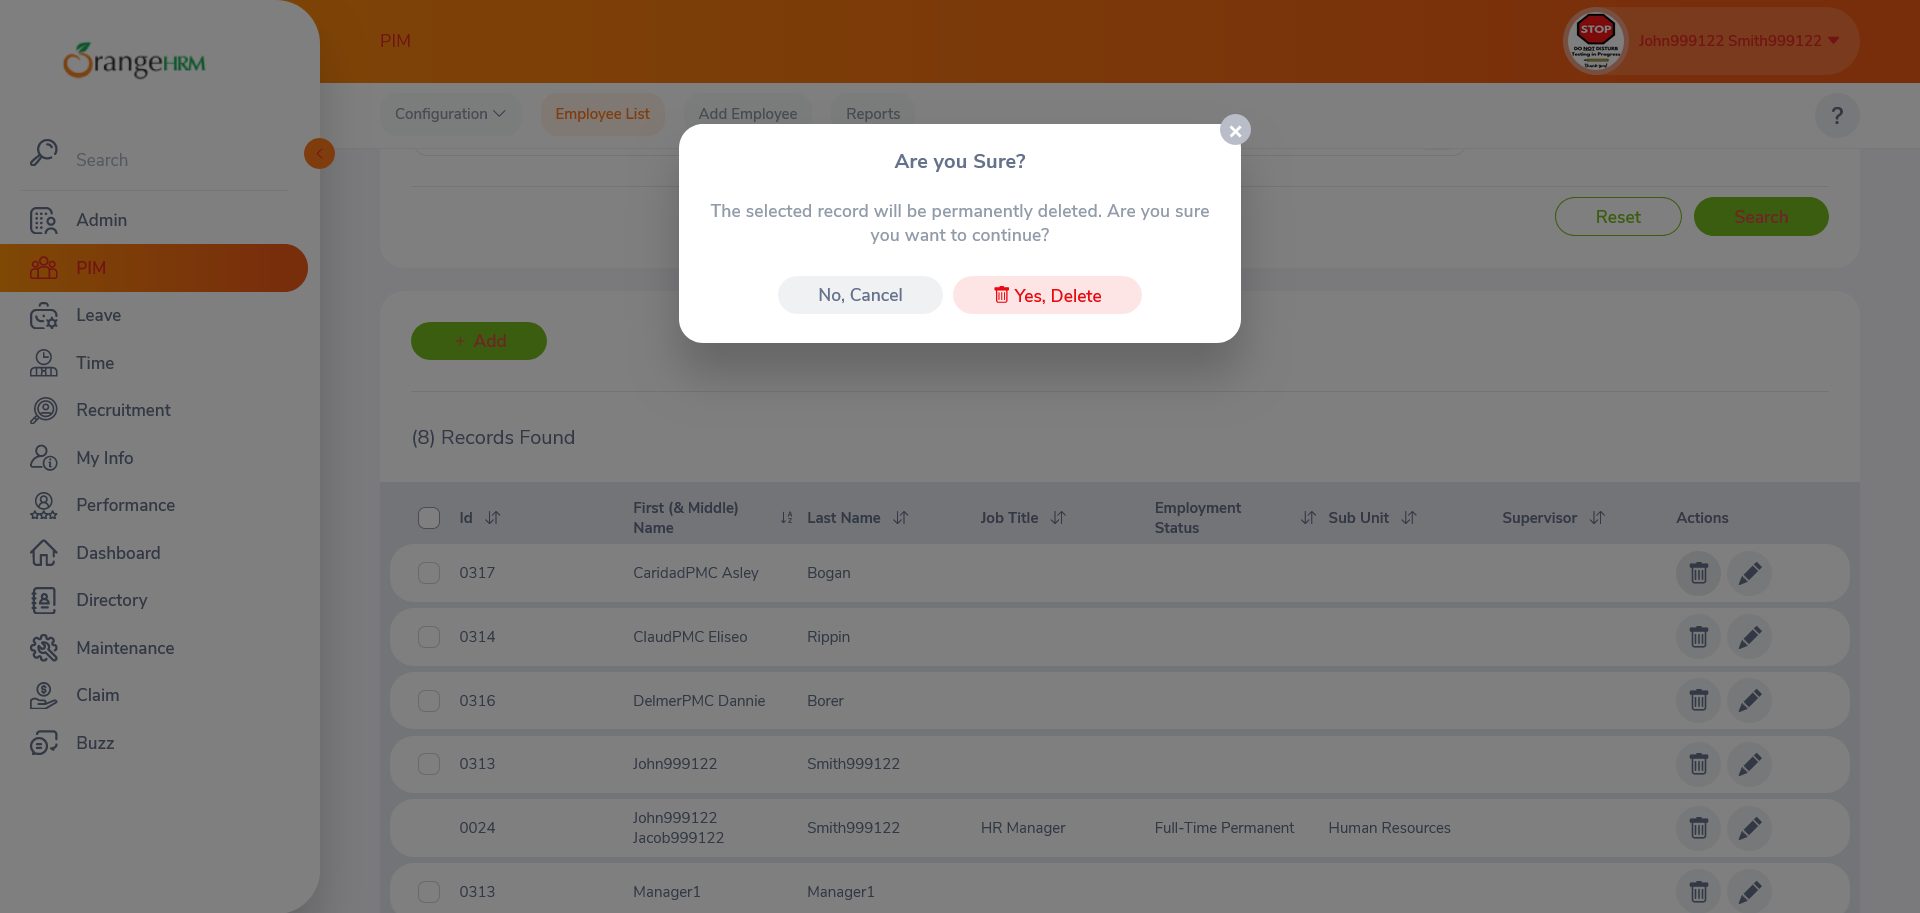 OrangeHRM
PIM
STOP
DO NOT DISTURB
Testing in Progress
John999122 Smith999122
Search
Admin
PIM
Leave
Time
Recruitment
My Info
Performance
Dashboard
Directory
Maintenance
Claim
Buzz
Configuration
Employee List
Add Employee
Reports
?
Are you Sure?
The selected record will be permanently deleted. Are you sure
you want to continue?
No, Cancel
Yes, Delete
Reset
Search
+ Add
(8) Records Found
Id
First (& Middle)
Name
Last Name
Job Title
Employment
Status
Sub Unit
Supervisor
Actions
0317 CaridadPMC Asley Bogan
0314 ClaudPMC Eliseo Rippin
0316 DelmerPMC Dannie Borer
0313 John999122 Smith999122
0024 John999122
Jacob999122 Smith999122 HR Manager Full-Time Permanent Human Resources
0313 Manager1 Manager1